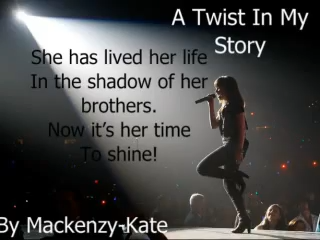 A Twist In My
Story
She has lived her life
In the shadow of her
brothers.
Now it's her time
To shine!
By Mackenzy-Kate